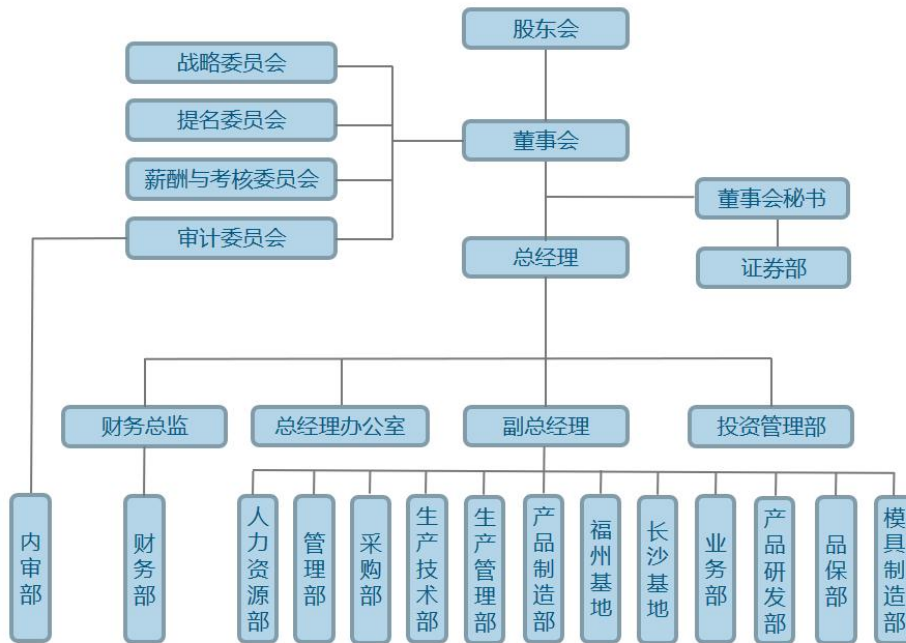 股东会
战略委员会
提名委员会
董事会
薪酬与考核委员会
董事会秘书
审计委员会
总经理
证券部
财务总监
总经理办公室
副总经理
投资管理部
内审部
财务部
人力资源部
管理部
采购部
生产技术部
生产管理部
产品制造部
福州基地
长沙基地
业务部
产品研发部
品保部
模具制造部